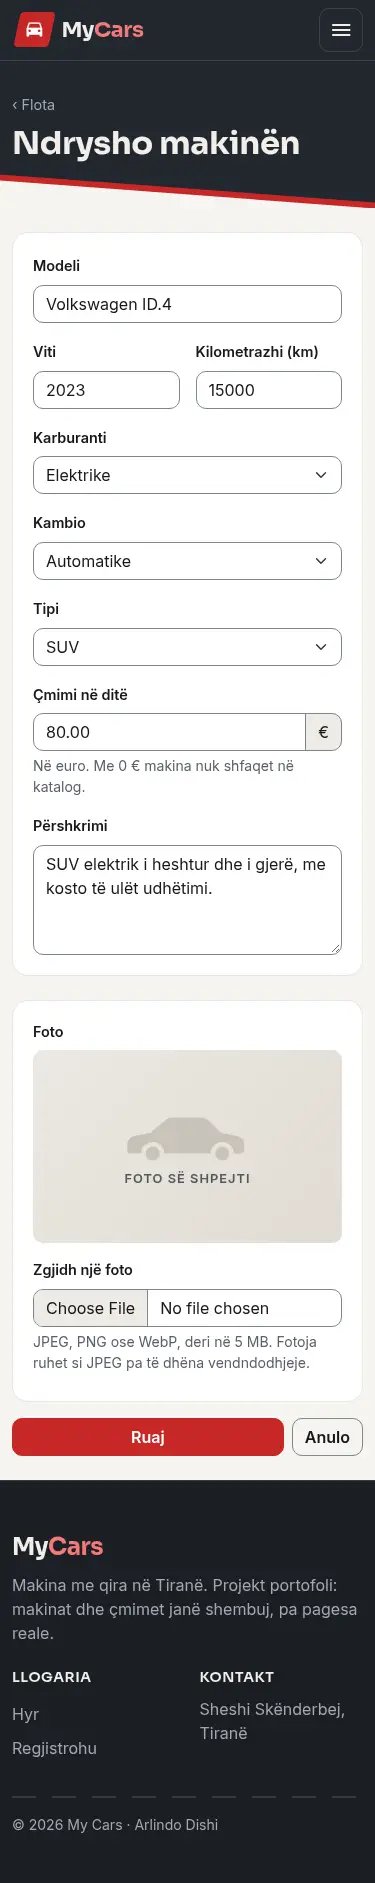 MyCars
‹ Flota
Ndrysho makinën
Modeli
Volkswagen ID.4
Viti
Kilometrazhi (km)
2023
15000
Karburanti
Elektrike
Kambio
Automatike
Tipi
SUV
Çmimi në ditë
80.00
€
Në euro. Me 0 € makina nuk shfaqet në
katalog.
Përshkrimi
SUV elektrik i heshtur dhe i gjerë, me
kosto të ulët udhëtimi.
Foto
FOTO SË SHPEJTI
Zgjidh një foto
Choose File
No file chosen
JPEG, PNG ose WebP, deri në 5 MB. Fotoja
ruhet si JPEG pa të dhëna vendndodhjeje.
Ruaj
Anulo
MyCars
Makina me qira në Tiranë. Projekt portofoli:
makinat dhe çmimet janë shembuj, pa pagesa
reale.
LLOGARIA
Hyr
Regjistrohu
KONTAKT
Sheshi Skënderbej,
Tiranë
© 2026 My Cars · Arlindo Dishi